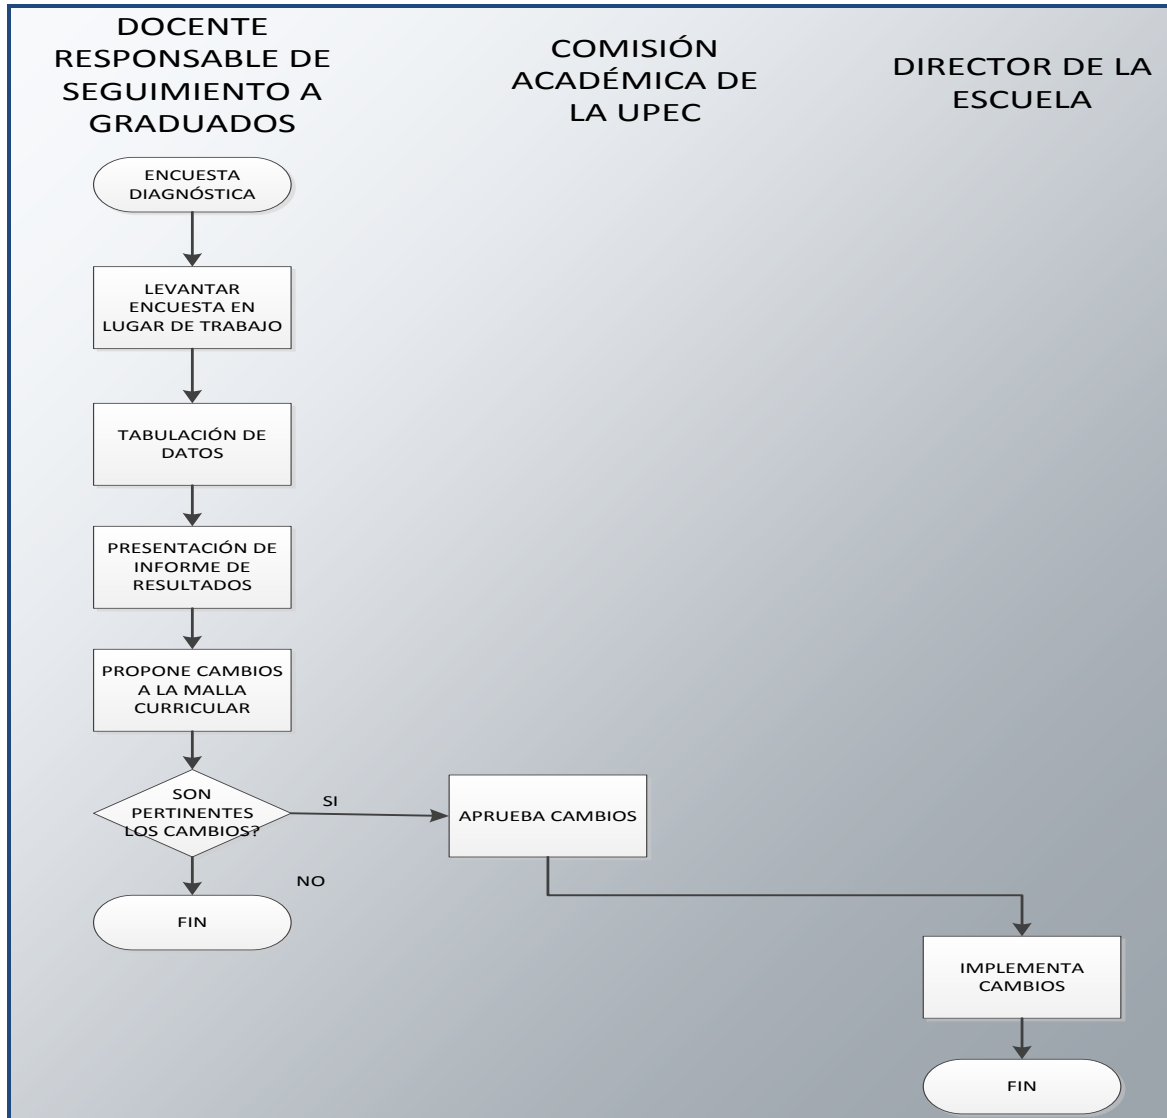 DOCENTE
RESPONSABLE DE
SEGUIMIENTO A
GRADUADOS
COMISIÓN
ACADÉMICA DE
LA UPEC
DIRECTOR DE LA
ESCUELA
ENCUESTA
DIAGNÓSTICA
LEVANTAR
ENCUESTA EN
LUGAR DE TRABAJO
TABULACIÓN DE
DATOS
PRESENTACIÓN DE
INFORME DE
RESULTADOS
PROPONE CAMBIOS
A LA MALLA
CURRICULAR
SON
PERTINENTES
LOS CAMBIOS?
SI
APRUEBA CAMBIOS
NO
FIN
IMPLEMENTA
CAMBIOS
FIN